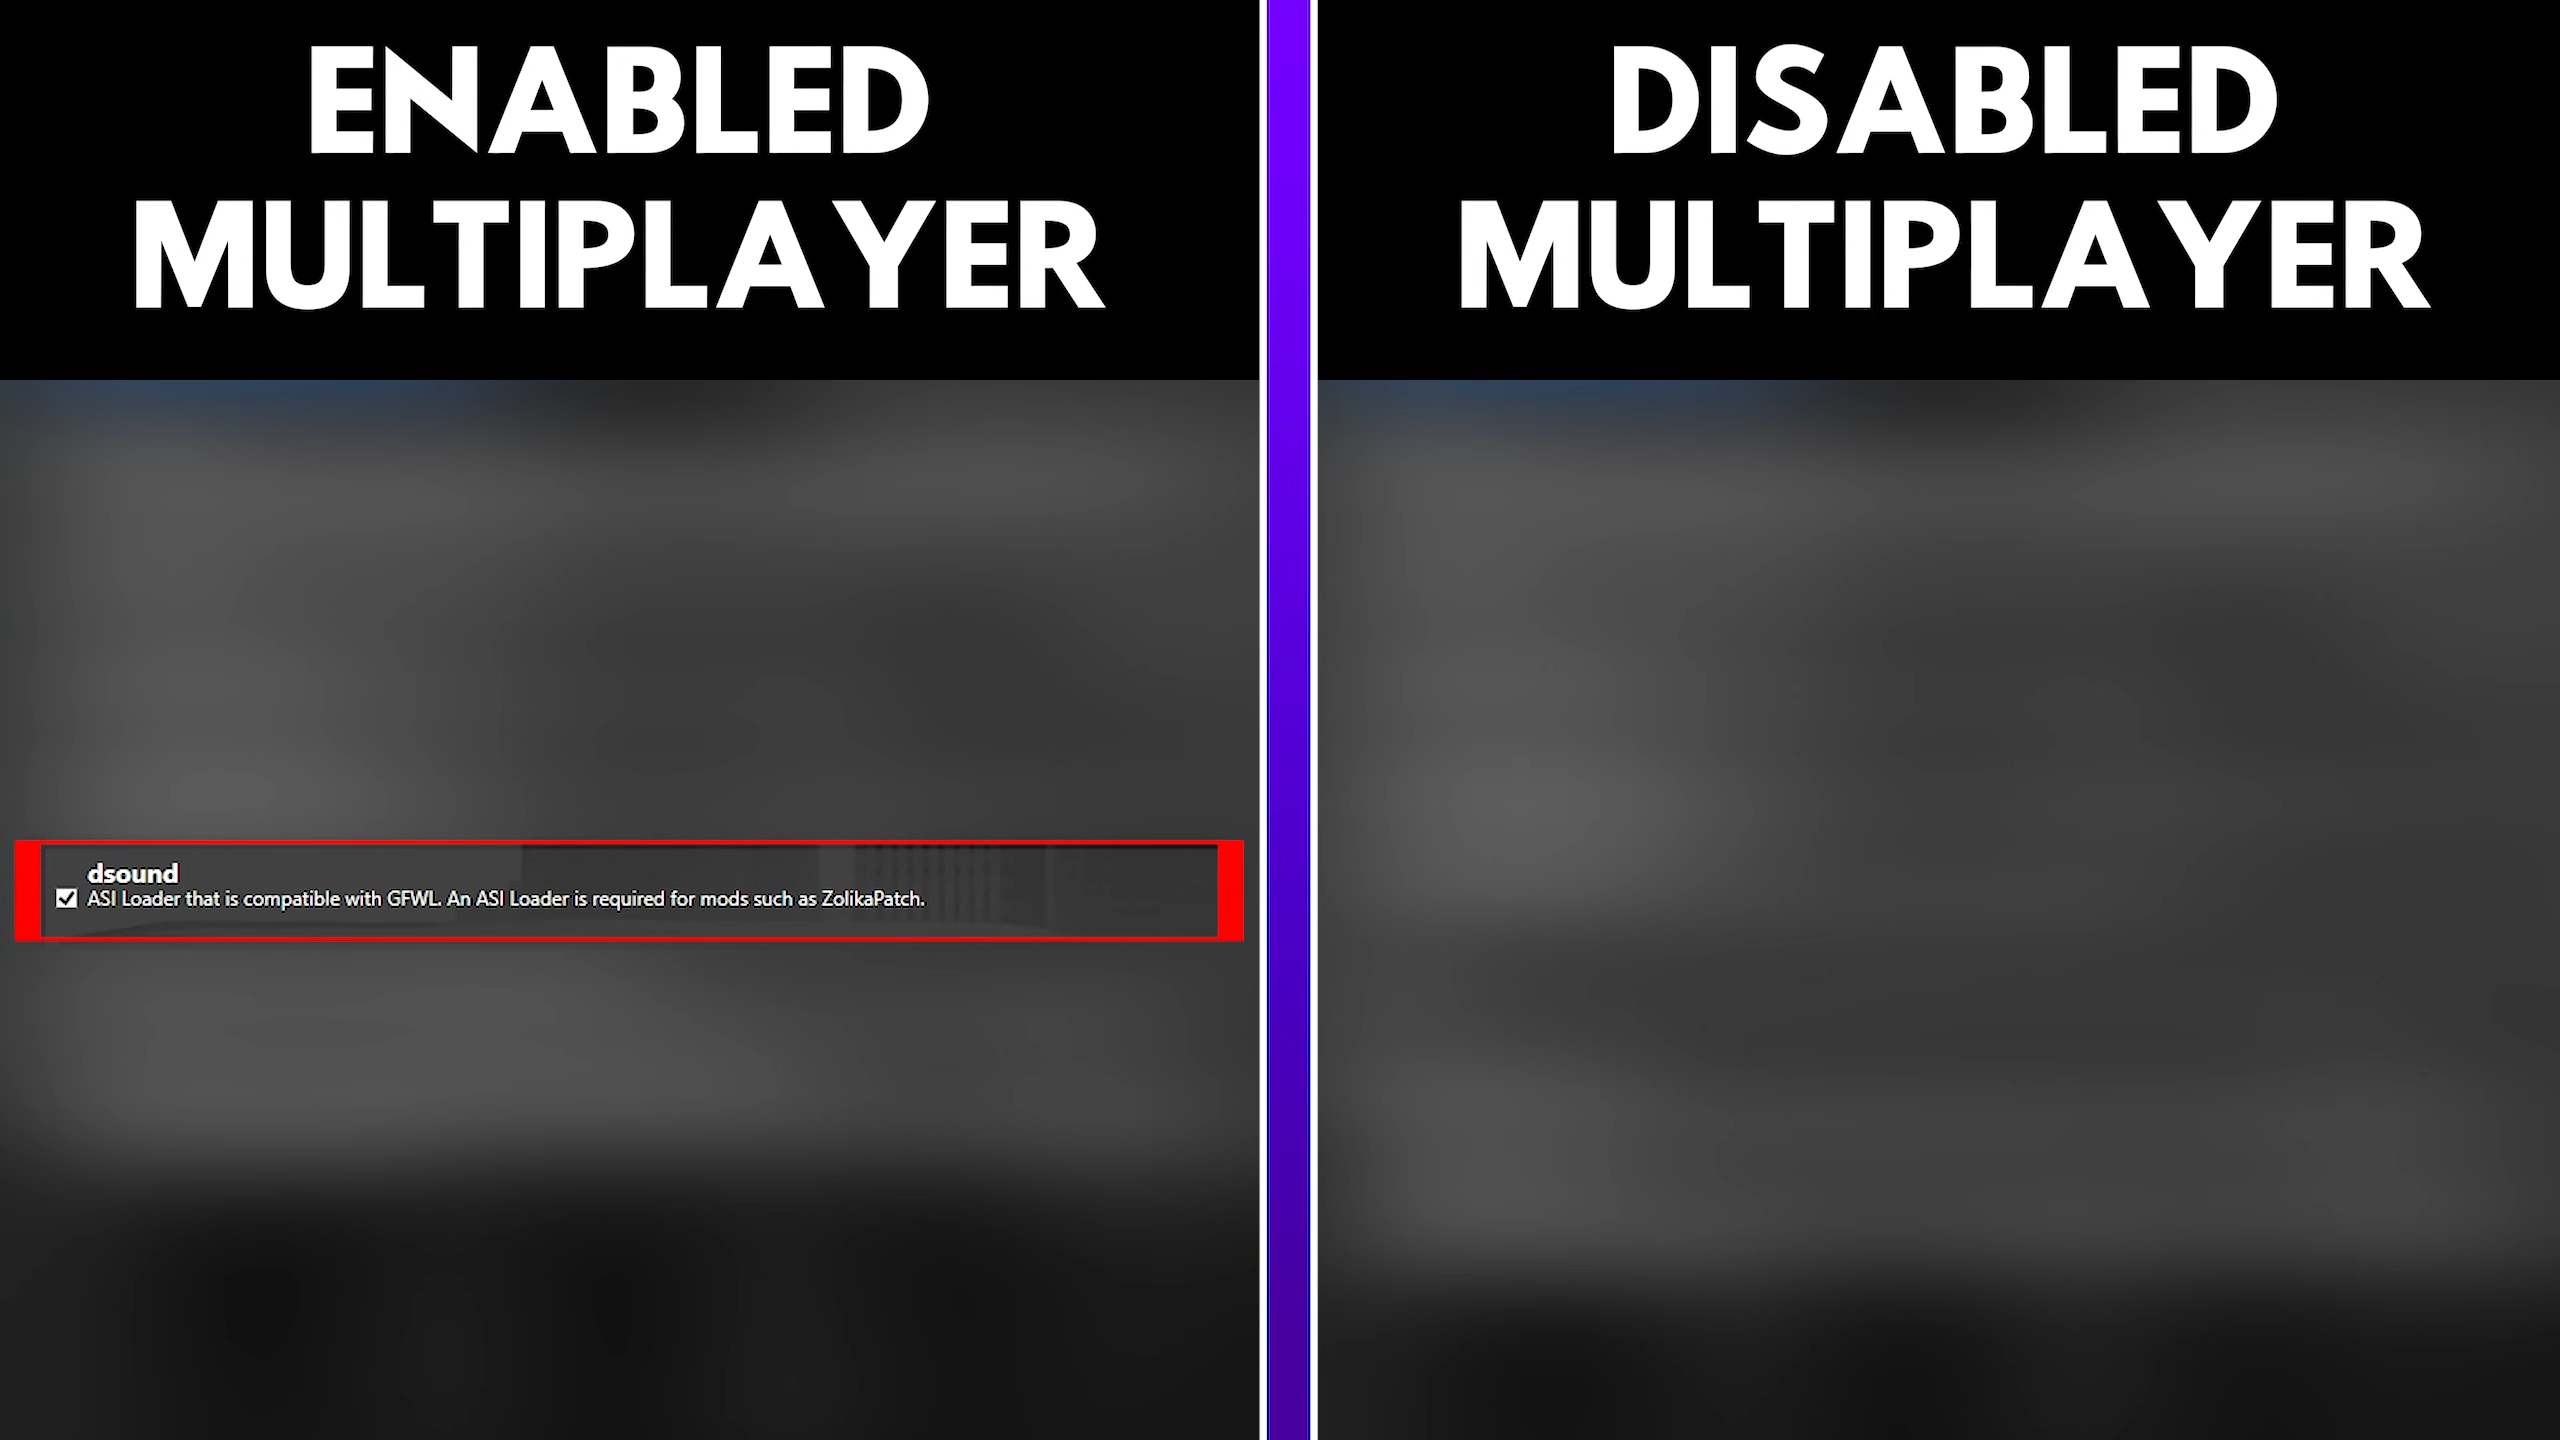 ENABLED
MULTIPLAYER
DISABLED
MULTIPLAYER
dsound
ASI Loader that is compatible with GFWL. An ASI Loader is required for mods such as ZolikaPatch.